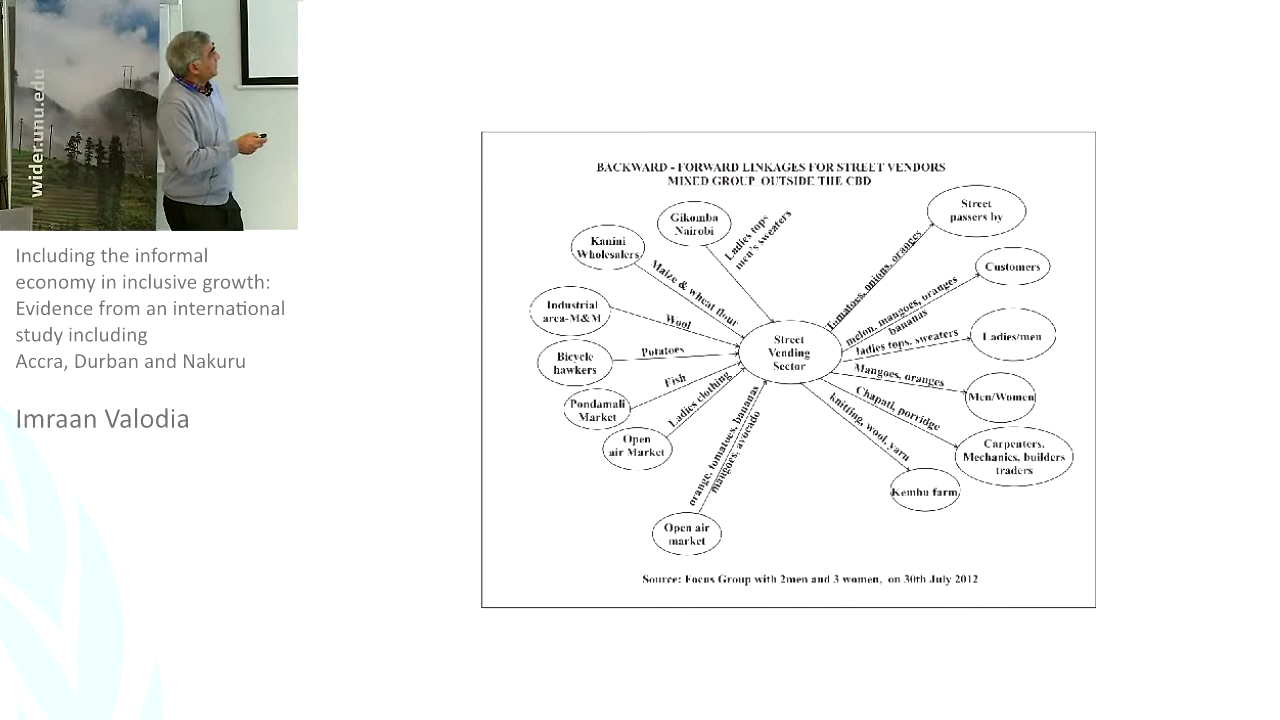 wider.unu.edu
Including the informal
economy in inclusive growth:
Evidence from an international
study including
Accra, Durban and Nakuru
Imraan Valodia
BACKWARD - FORWARD LINKAGES FOR STREET VENDORS
MIXED GROUP OUTSIDE THE CBD
Gikomba
Nairobi
Ladies tops
men's sweaters
Kanini
Wholesalers
Maize & wheat flour
Industrial
area-M&M
Wool
Bicycle
hawkers
Potatoes
Pondamali
Market
Fish
Open
air Market
Ladies clothing
Open air
market
orange, tomatoes, bananas
mangoes, avocado
Street
Vending
Sector
Street
passers by
Tomatoes, onions, oranges
Customers
melon, mangoes, oranges
bananas
Ladies/men
ladies tops, sweaters
Men/Women
Mangoes, oranges
Carpenters,
Mechanics, builders
traders
Chapati, porridge
Kembu farm
knitting, wool, yarn
Source: Focus Group with 2men and 3 women, on 30th July 2012